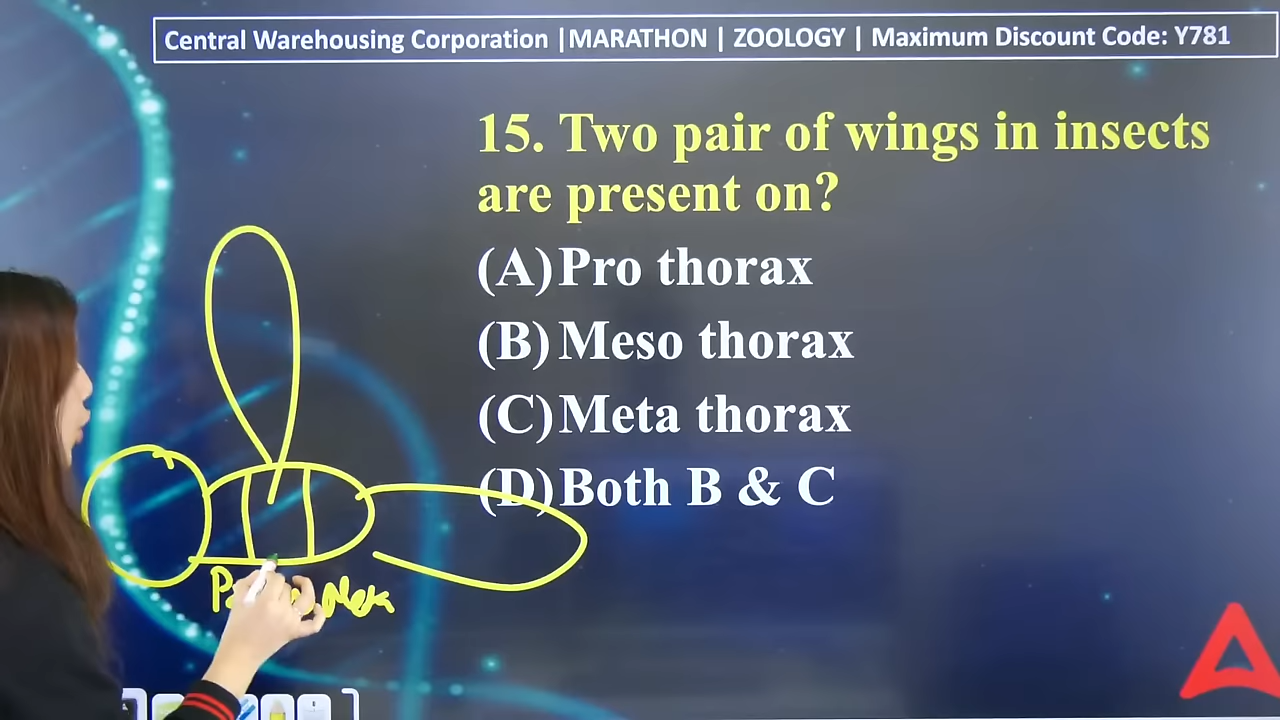 Central Warehousing Corporation |MARATHON | ZOOLOGY | Maximum Discount Code: Y781
15. Two pair of wings in insects
are present on?
(A) Pro thorax
(B) Meso thorax
(C) Meta thorax
(D) Both B & C
Meta